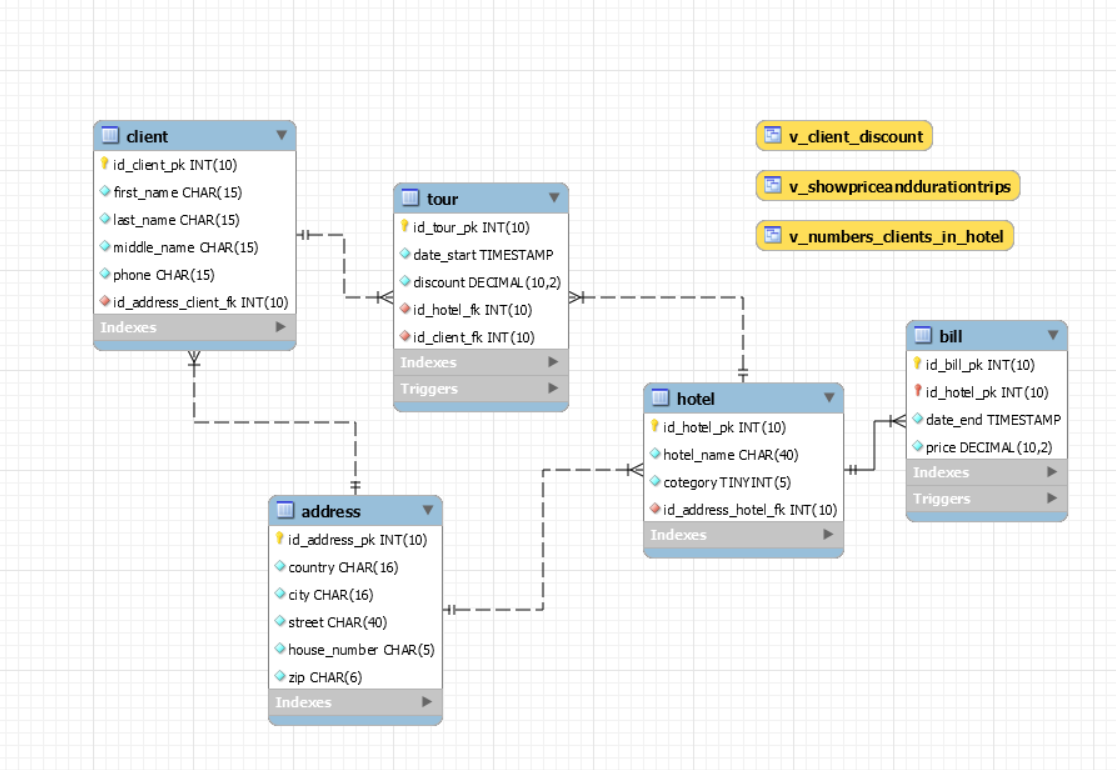 client
id_client_pk INT(10)
first_name CHAR(15)
last_name CHAR(15)
middle_name CHAR(15)
phone CHAR(15)
id_address_client_fk INT(10)
Indexes
tour
id_tour_pk INT(10)
date_start TIMESTAMP
discount DECIMAL(10,2)
id_hotel_fk INT(10)
id_client_fk INT(10)
Indexes
Triggers
v_client_discount
v_showpriceanddurationtrips
v_numbers_clients_in_hotel
hotel
id_hotel_pk INT(10)
hotel_name CHAR(40)
cotegory TINYINT(5)
id_address_hotel_fk INT(10)
Indexes
bill
id_bill_pk INT(10)
id_hotel_pk INT(10)
date_end TIMESTAMP
price DECIMAL(10,2)
Indexes
Triggers
address
id_address_pk INT(10)
country CHAR(16)
city CHAR(16)
street CHAR(40)
house_number CHAR(5)
zip CHAR(6)
Indexes